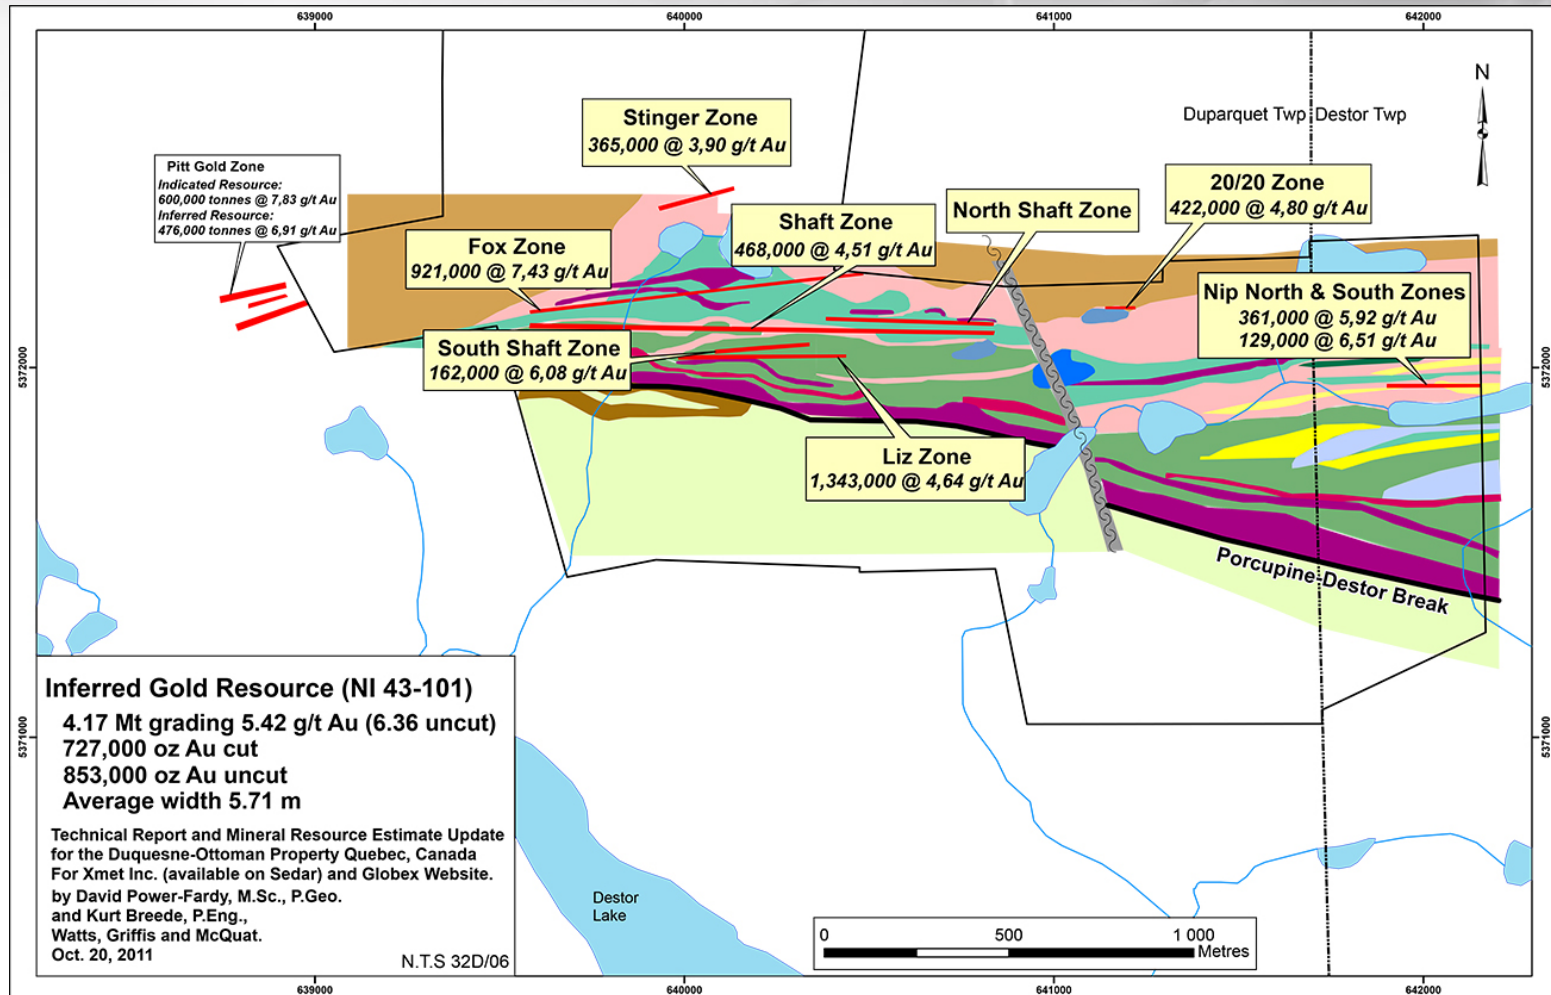 639000
640000
641000
642000
N
Duparquet Twp
Destor Twp
Stinger Zone
365,000 @ 3,90 g/t Au
Pitt Gold Zone
Indicated Resource:
600,000 tonnes @ 7,83 g/t Au
Inferred Resource:
476,000 tonnes @ 6,91 g/t Au
20/20 Zone
422,000 @ 4,80 g/t Au
North Shaft Zone
Shaft Zone
468,000 @ 4,51 g/t Au
Fox Zone
921,000 @ 7,43 g/t Au
Nip North & South Zones
361,000 @ 5,92 g/t Au
129,000 @ 6,51 g/t Au
South Shaft Zone
162,000 @ 6,08 g/t Au
5372000
5372000
Liz Zone
1,343,000 @ 4,64 g/t Au
Porcupine-Destor Break
Inferred Gold Resource (NI 43-101)
4.17 Mt grading 5.42 g/t Au (6.36 uncut)
727,000 oz Au cut
853,000 oz Au uncut
Average width 5.71 m
5371000
5371000
Technical Report and Mineral Resource Estimate Update
for the Duquesne-Ottoman Property Quebec, Canada
For Xmet Inc. (available on Sedar) and Globex Website.
by David Power-Fardy, M.Sc., P.Geo.
and Kurt Breede, P.Eng.,
Watts, Griffis and McQuat.
Oct. 20, 2011
N.T.S 32D/06
Destor
Lake
0
500
1 000
Metres
639000
640000
641000
642000